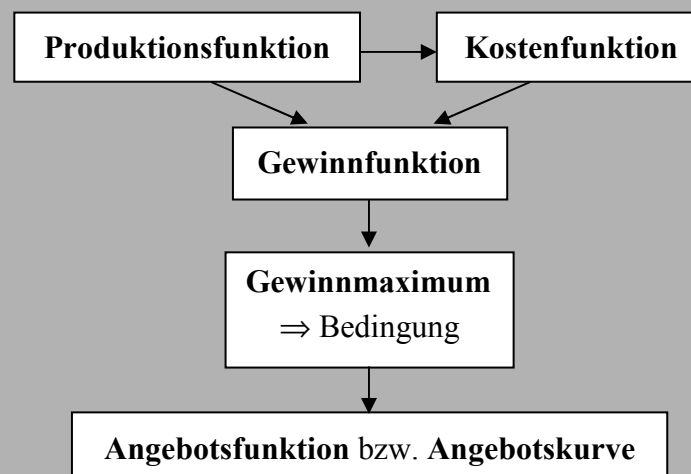 Produktionsfunktion
Kostenfunktion
Gewinnfunktion
Gewinnmaximum
⇒ Bedingung
Angebotsfunktion bzw. Angebotskurve